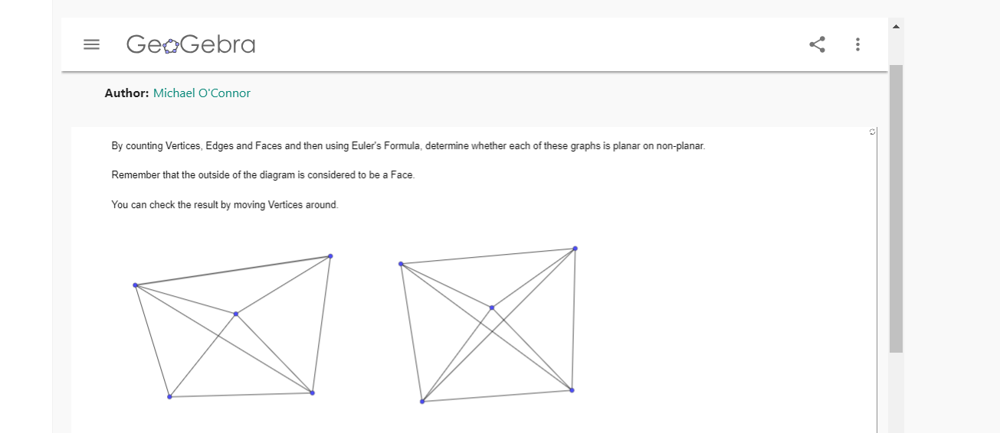 GeoGebra
Author: Michael O'Connor
By counting Vertices, Edges and Faces and then using Euler's Formula, determine whether each of these graphs is planar on non-planar.
Remember that the outside of the diagram is considered to be a Face.
You can check the result by moving Vertices around.